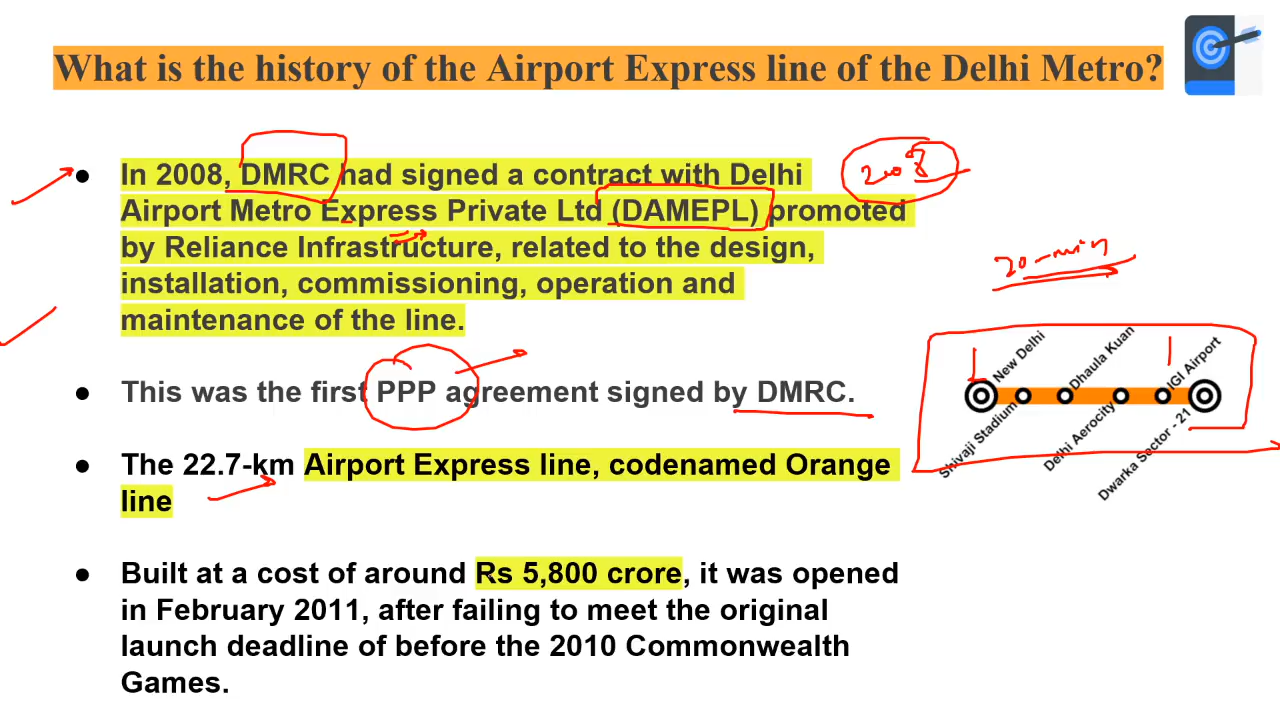 What is the history of the Airport Express line of the Delhi Metro?
● In 2008, DMRC had signed a contract with Delhi
Airport Metro Express Private Ltd (DAMEPL) promoted
by Reliance Infrastructure, related to the design,
installation, commissioning, operation and
maintenance of the line.
● This was the first PPP agreement signed by DMRC.
● The 22.7-km Airport Express line, codenamed Orange
line
● Built at a cost of around Rs 5,800 crore, it was opened
in February 2011, after failing to meet the original
launch deadline of before the 2010 Commonwealth
Games.
2008
20-min
New Delhi
Shivaji Stadium
Dhaula Kuan
Delhi Aerocity
IGI Airport
Dwarka Sector - 21